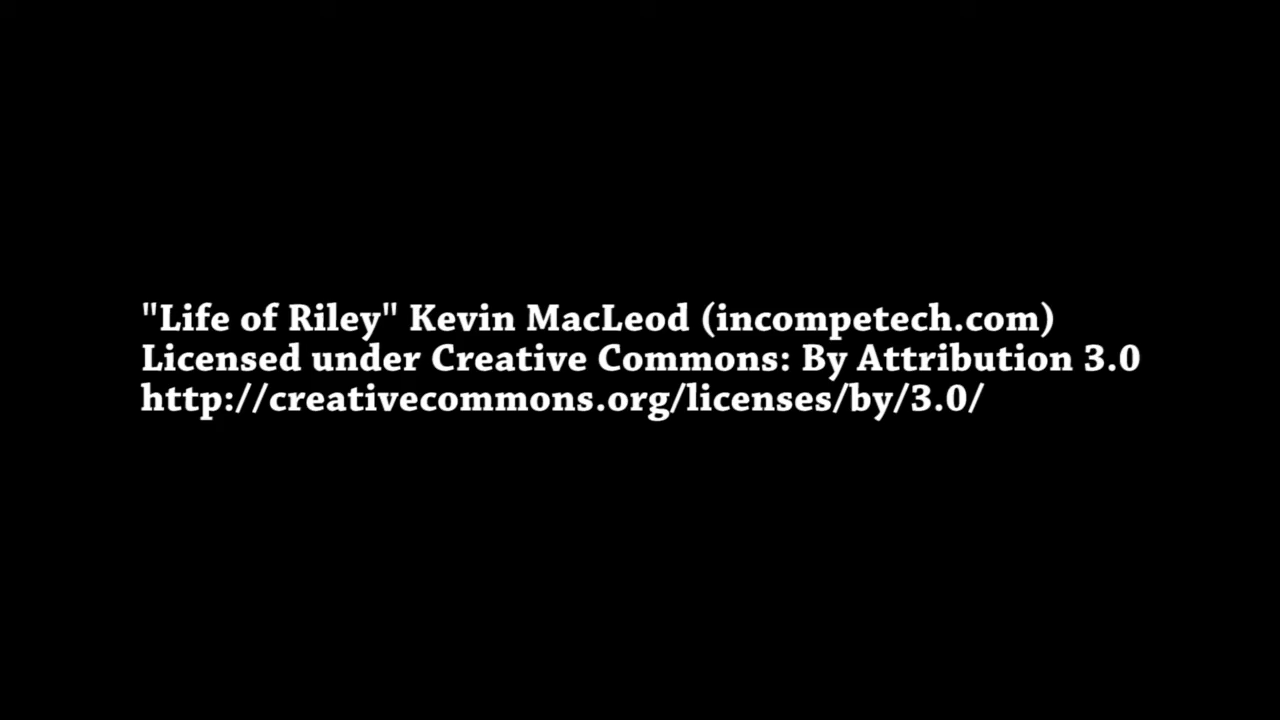 "Life of Riley" Kevin MacLeod (incompetech.com)
Licensed under Creative Commons: By Attribution 3.0
http://creativecommons.org/licenses/by/3.0/